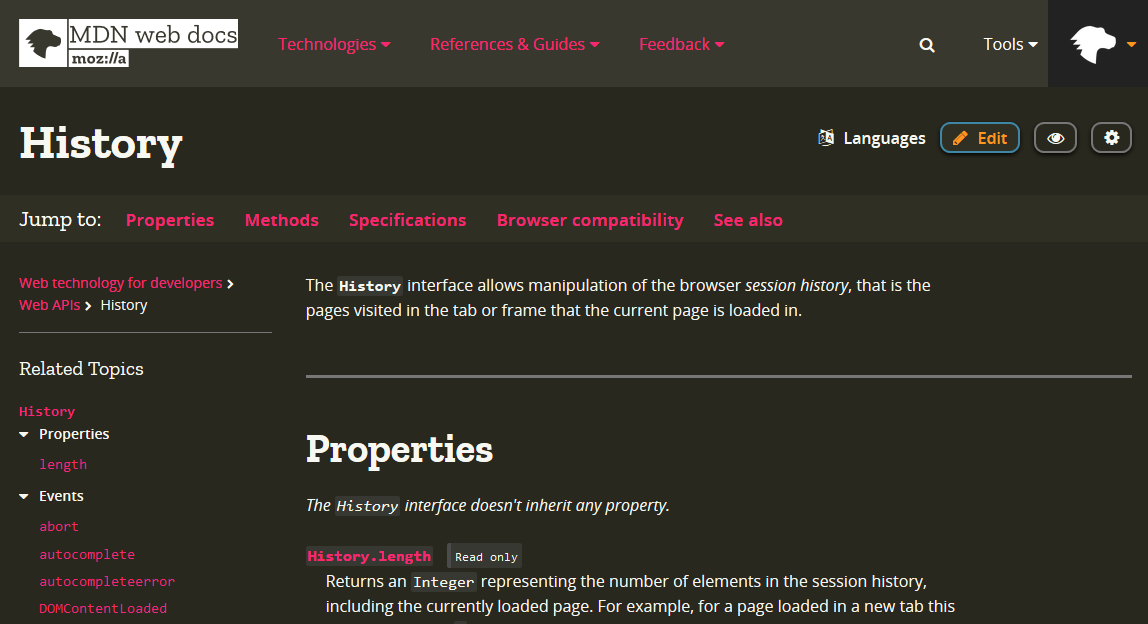 MDN web docs
moz://a
Technologies
References & Guides
Feedback
Tools
History
Languages
Edit
Jump to: Properties Methods Specifications Browser compatibility See also
Web technology for developers
Web APIs History
Related Topics
History
Properties
length
Events
abort
autocomplete
autocompleteerror
DOMContentLoaded
The History interface allows manipulation of the browser session history, that is the
pages visited in the tab or frame that the current page is loaded in.
Properties
The History interface doesn't inherit any property.
History.length Read only
Returns an Integer representing the number of elements in the session history,
including the currently loaded page. For example, for a page loaded in a new tab this